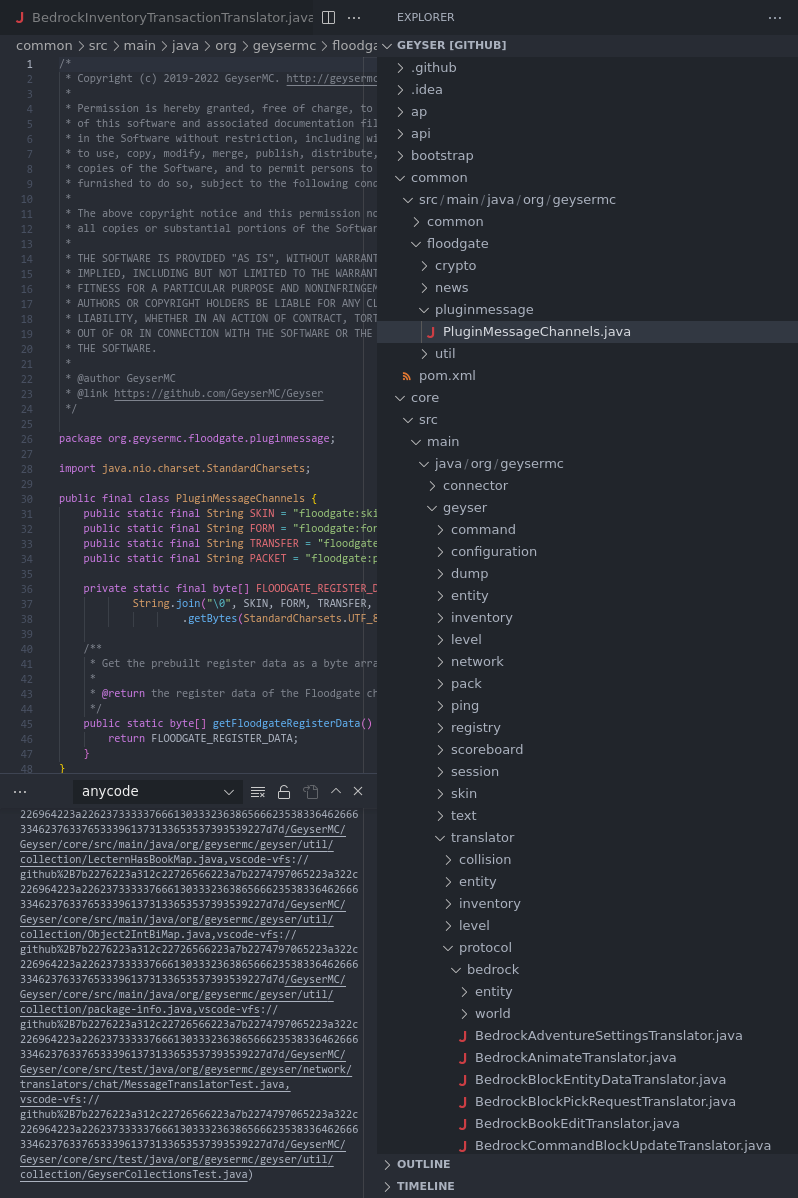 BedrockInventoryTransactionTranslator.java
common > src > main > java > org > geysermc > floodga
1 /*
2 * Copyright (c) 2019-2022 GeyserMC. http://geysermc
3 *
4 * Permission is hereby granted, free of charge, to
5 * of this software and associated documentation fil
6 * in the Software without restriction, including wi
7 * to use, copy, modify, merge, publish, distribute,
8 * copies of the Software, and to permit persons to
9 * furnished to do so, subject to the following cond
10 *
11 * The above copyright notice and this permission no
12 * all copies or substantial portions of the Softwar
13 *
14 * THE SOFTWARE IS PROVIDED "AS IS", WITHOUT WARRANT
15 * IMPLIED, INCLUDING BUT NOT LIMITED TO THE WARRANT
16 * FITNESS FOR A PARTICULAR PURPOSE AND NONINFRINGEM
17 * AUTHORS OR COPYRIGHT HOLDERS BE LIABLE FOR ANY CL
18 * LIABILITY, WHETHER IN AN ACTION OF CONTRACT, TORT
19 * OUT OF OR IN CONNECTION WITH THE SOFTWARE OR THE
20 * THE SOFTWARE.
21 *
22 * @author GeyserMC
23 * @link https://github.com/GeyserMC/Geyser
24 */
25
26 package org.geysermc.floodgate.pluginmessage;
27
28 import java.nio.charset.StandardCharsets;
29
30 public final class PluginMessageChannels {
31 public static final String SKIN = "floodgate:ski
32 public static final String FORM = "floodgate:for
33 public static final String TRANSFER = "floodgate
34 public static final String PACKET = "floodgate:p
35
36 private static final byte[] FLOODGATE_REGISTER_D
37 String.join("\0", SKIN, FORM, TRANSFER,
38 .getBytes(StandardCharsets.UTF_8
39
40 /**
41 * Get the prebuilt register data as a byte arra
42 *
43 * @return the register data of the Floodgate ch
44 */
45 public static byte[] getFloodgateRegisterData()
46 return FLOODGATE_REGISTER_DATA;
47 }
48 }
anycode
/GeyserMC/
Geyser/core/src/main/java/org/geysermc/geyser/util/
collection/LecternHasBookMap.java,vscode-vfs://
/GeyserMC/
Geyser/core/src/main/java/org/geysermc/geyser/util/
collection/Object2IntBiMap.java,vscode-vfs://
/GeyserMC/
Geyser/core/src/main/java/org/geysermc/geyser/util/
collection/package-info.java,vscode-vfs://
/GeyserMC/
Geyser/core/src/test/java/org/geysermc/geyser/network/
translators/chat/MessageTranslatorTest.java,
vscode-vfs://
/GeyserMC/
Geyser/core/src/test/java/org/geysermc/geyser/util/
collection/GeyserCollectionsTest.java)
EXPLORER
GEYSER [GITHUB]
.github
.idea
ap
api
bootstrap
common
src/main/java/org/geysermc
common
floodgate
crypto
news
pluginmessage
PluginMessageChannels.java
util
pom.xml
core
src
main
java/org/geysermc
connector
geyser
command
configuration
dump
entity
inventory
level
network
pack
ping
registry
scoreboard
session
skin
text
translator
collision
entity
inventory
level
protocol
bedrock
entity
world
BedrockAdventureSettingsTranslator.java
BedrockAnimateTranslator.java
BedrockBlockEntityDataTranslator.java
BedrockBlockPickRequestTranslator.java
BedrockBookEditTranslator.java
BedrockCommandBlockUpdateTranslator.java
OUTLINE
TIMELINE